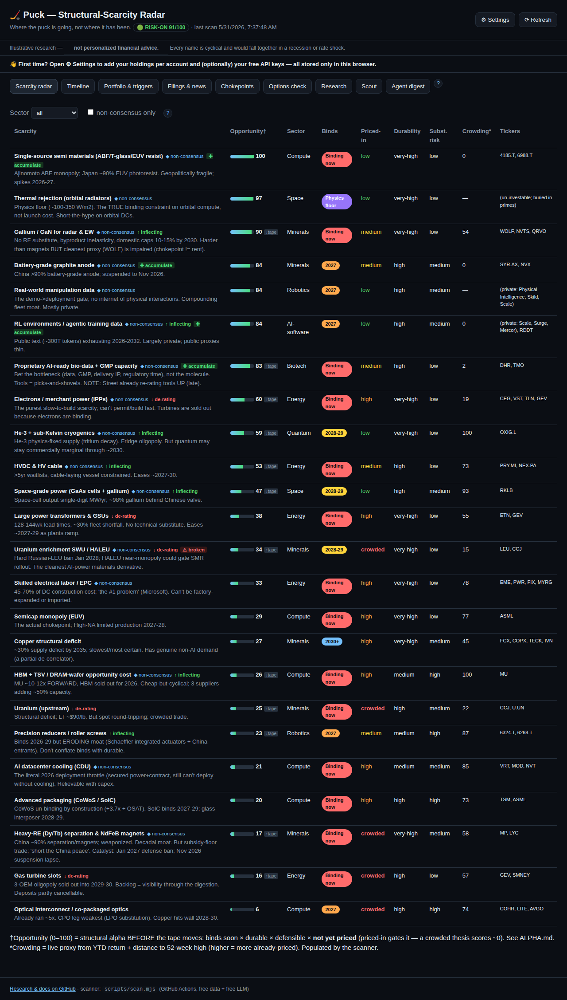 🏒 Puck — Structural-Scarcity Radar
⚙ Settings
⟳ Refresh
Where the puck is going, not where it has been. 🟢 RISK-ON 91/100 · last scan 5/31/2026, 7:37:48 AM
Illustrative research — not personalized financial advice. Every name is cyclical and would fall together in a recession or rate shock.
👋 First time? Open ⚙ Settings to add your holdings per account and (optionally) your free API keys — all stored only in this browser.
Scarcity radar Timeline Portfolio & triggers Filings & news Chokepoints Options check Research Scout Agent digest ?
Sector all non-consensus only ?
Scarcity Opportunity† Sector Binds Priced-in Durability Subst. risk Crowding* Tickers
Single-source semi materials (ABF/T-glass/EUV resist) ◆ non-consensus ✚ accumulate
Ajinomoto ABF monopoly; Japan ~90% EUV photoresist. Geopolitically fragile;
spikes 2026-27.
100 Compute Binding now low very-high low 0 4185.T, 6988.T
Thermal rejection (orbital radiators) ◆ non-consensus
Physics floor (~100-350 W/m2). The TRUE binding constraint on orbital compute,
not launch cost. Short-the-hype on orbital DCs.
97 Space Physics floor low very-high low — (un-investable; buried in primes)
Gallium / GaN for radar & EW ◆ non-consensus ↑ inflecting
No RF substitute, byproduct inelasticity, domestic caps 10-15% by 2030. Harder
than magnets BUT cleanest proxy (WOLF) is impaired (chokepoint != rent).
90 ↓tape Minerals Binding now medium very-high low 54 WOLF, NVTS, QRVO
Battery-grade graphite anode ◆ non-consensus ✚ accumulate
China >90% battery-grade anode; suspended to Nov 2026.
84 Minerals 2027 medium high medium 0 SYR.AX, NVX
Real-world manipulation data ◆ non-consensus
The demo->deployment gate; no internet of physical interactions. Compounding
fleet moat. Mostly private.
84 Robotics 2027 low high medium — (private: Physical Intelligence, Skild, Scale)
RL environments / agentic training data ◆ non-consensus ↑ inflecting ✚ accumulate
Public text (~300T tokens) exhausting 2026-2032. Largely private; public proxies
thin.
84 AI-software 2027 low high medium 0 (private: Scale, Surge, Mercor), RDDT
Proprietary AI-ready bio-data + GMP capacity ◆ non-consensus ✚ accumulate
Bet the bottleneck (data, GMP, delivery IP, regulatory time), not the molecule.
Tools = picks-and-shovels. NOTE: Street already re-rating tools UP (late).
83 ↑tape Biotech Binding now medium high low 2 DHR, TMO
Electrons / merchant power (IPPs) ◆ non-consensus ↓ de-rating
The purest slow-to-build scarcity; can't permit/build fast. Turbines are sold out
because electrons are binding.
60 ↑tape Energy Binding now high very-high low 19 CEG, VST, TLN, GEV
He-3 + sub-Kelvin cryogenics ◆ non-consensus ↑ inflecting
He-3 physics-fixed supply (tritium decay). Fridge oligopoly. But quantum may
stay commercially marginal through ~2030.
59 ↓tape Quantum 2028-29 low very-high low 100 OXIG.L
HVDC & HV cable ◆ non-consensus ↑ inflecting
>5yr waitlists, cable-laying vessel constrained. Eases ~2027-30.
53 ↓tape Energy Binding now medium high low 73 PRY.MI, NEX.PA
Space-grade power (GaAs cells + gallium) ◆ non-consensus ↑ inflecting
Space-cell output single-digit MW/yr; ~98% gallium behind Chinese valve.
47 ↓tape Space 2028-29 low high medium 93 RKLB
Large power transformers & GSUs ↓ de-rating
128-144wk lead times, ~30% fleet shortfall. No technical substitute. Eases
~2027-29 as plants ramp.
38 Energy Binding now high very-high low 55 ETN, GEV
Uranium enrichment SWU / HALEU ◆ non-consensus ↓ de-rating ⚠ broken
Hard Russian-LEU ban Jan 2028; HALEU near-monopoly could gate SMR
rollout. The cleanest AI-power materials derivative.
34 ↑tape Minerals 2028-29 crowded very-high low 15 LEU, CCJ
Skilled electrical labor / EPC ◆ non-consensus
45-70% of DC construction cost; 'the #1 problem' (Microsoft). Can't be factory-
expanded or imported.
33 Energy Binding now high very-high low 78 EME, PWR, FIX, MYRG
Semicap monopoly (EUV)
The actual chokepoint; High-NA limited production 2027-28.
29 Compute Binding now high very-high low 77 ASML
Copper structural deficit
~30% supply deficit by 2035; slowest/most certain. Has genuine non-AI demand
(a partial de-correlator).
27 Minerals 2030+ high very-high medium 45 FCX, COPX, TECK, IVN
HBM + TSV / DRAM-wafer opportunity cost ◆ non-consensus ↑ inflecting
MU ~10-12x FORWARD, HBM sold out for 2026. Cheap-but-cyclical; 3 suppliers
adding ~50% capacity.
26 ↓tape Compute Binding now high medium high 100 MU
Uranium (upstream) ↓ de-rating
Structural deficit; LT ~$90/lb. But spot round-tripping; crowded trade.
25 ↑tape Minerals Binding now crowded high medium 22 CCJ, U.UN
Precision reducers / roller screws ↑ inflecting
Binds 2026-29 but ERODING moat (Schaeffler integrated actuators + China
entrants). Don't conflate binds with durable.
23 ↓tape Robotics 2027 medium medium high 87 6324.T, 6268.T
AI datacenter cooling (CDU) ◆ non-consensus
The literal 2026 deployment throttle (secured power+contract, still can't deploy
without cooling). Relievable with capex.
21 Compute Binding now high medium medium 85 VRT, MOD, NVT
Advanced packaging (CoWoS / SoIC)
CoWoS un-binding by construction (+3.7x + OSAT). SoIC binds 2027-29; glass
interposer 2028-29.
20 Compute Binding now high high high 73 TSM, ASML
Heavy-RE (Dy/Tb) separation & NdFeB magnets ◆ non-consensus
China ~90% separation/magnets; weaponized. Decadal moat. But subsidy-floor
trade; 'short the China peace'. Catalyst: Jan 2027 defense ban; Nov 2026
suspension lapse.
17 ↑tape Minerals Binding now crowded very-high medium 58 MP, LYC
Gas turbine slots ↓ de-rating
3-OEM oligopoly sold out into 2029-30. Backlog = visibility through the digestion.
Deposits partly cancellable.
16 ↑tape Energy Binding now crowded high low 57 GEV, SMNEY
Optical interconnect / co-packaged optics
Already ran ~5x. CPO leg weakest (LPO substitution). Copper hits wall 2028-30.
6 Compute 2027 crowded high high 74 COHR, LITE, AVGO
†Opportunity (0–100) = structural alpha BEFORE the tape moves: binds soon × durable × defensible × not yet priced (priced-in gates it — a crowded thesis scores ~0). See ALPHA.md.
*Crowding = live proxy from YTD return + distance to 52-week high (higher = more already-priced). Populated by the scanner.
Research & docs on GitHub · scanner: scripts/scan.mjs (GitHub Actions, free data + free LLM)